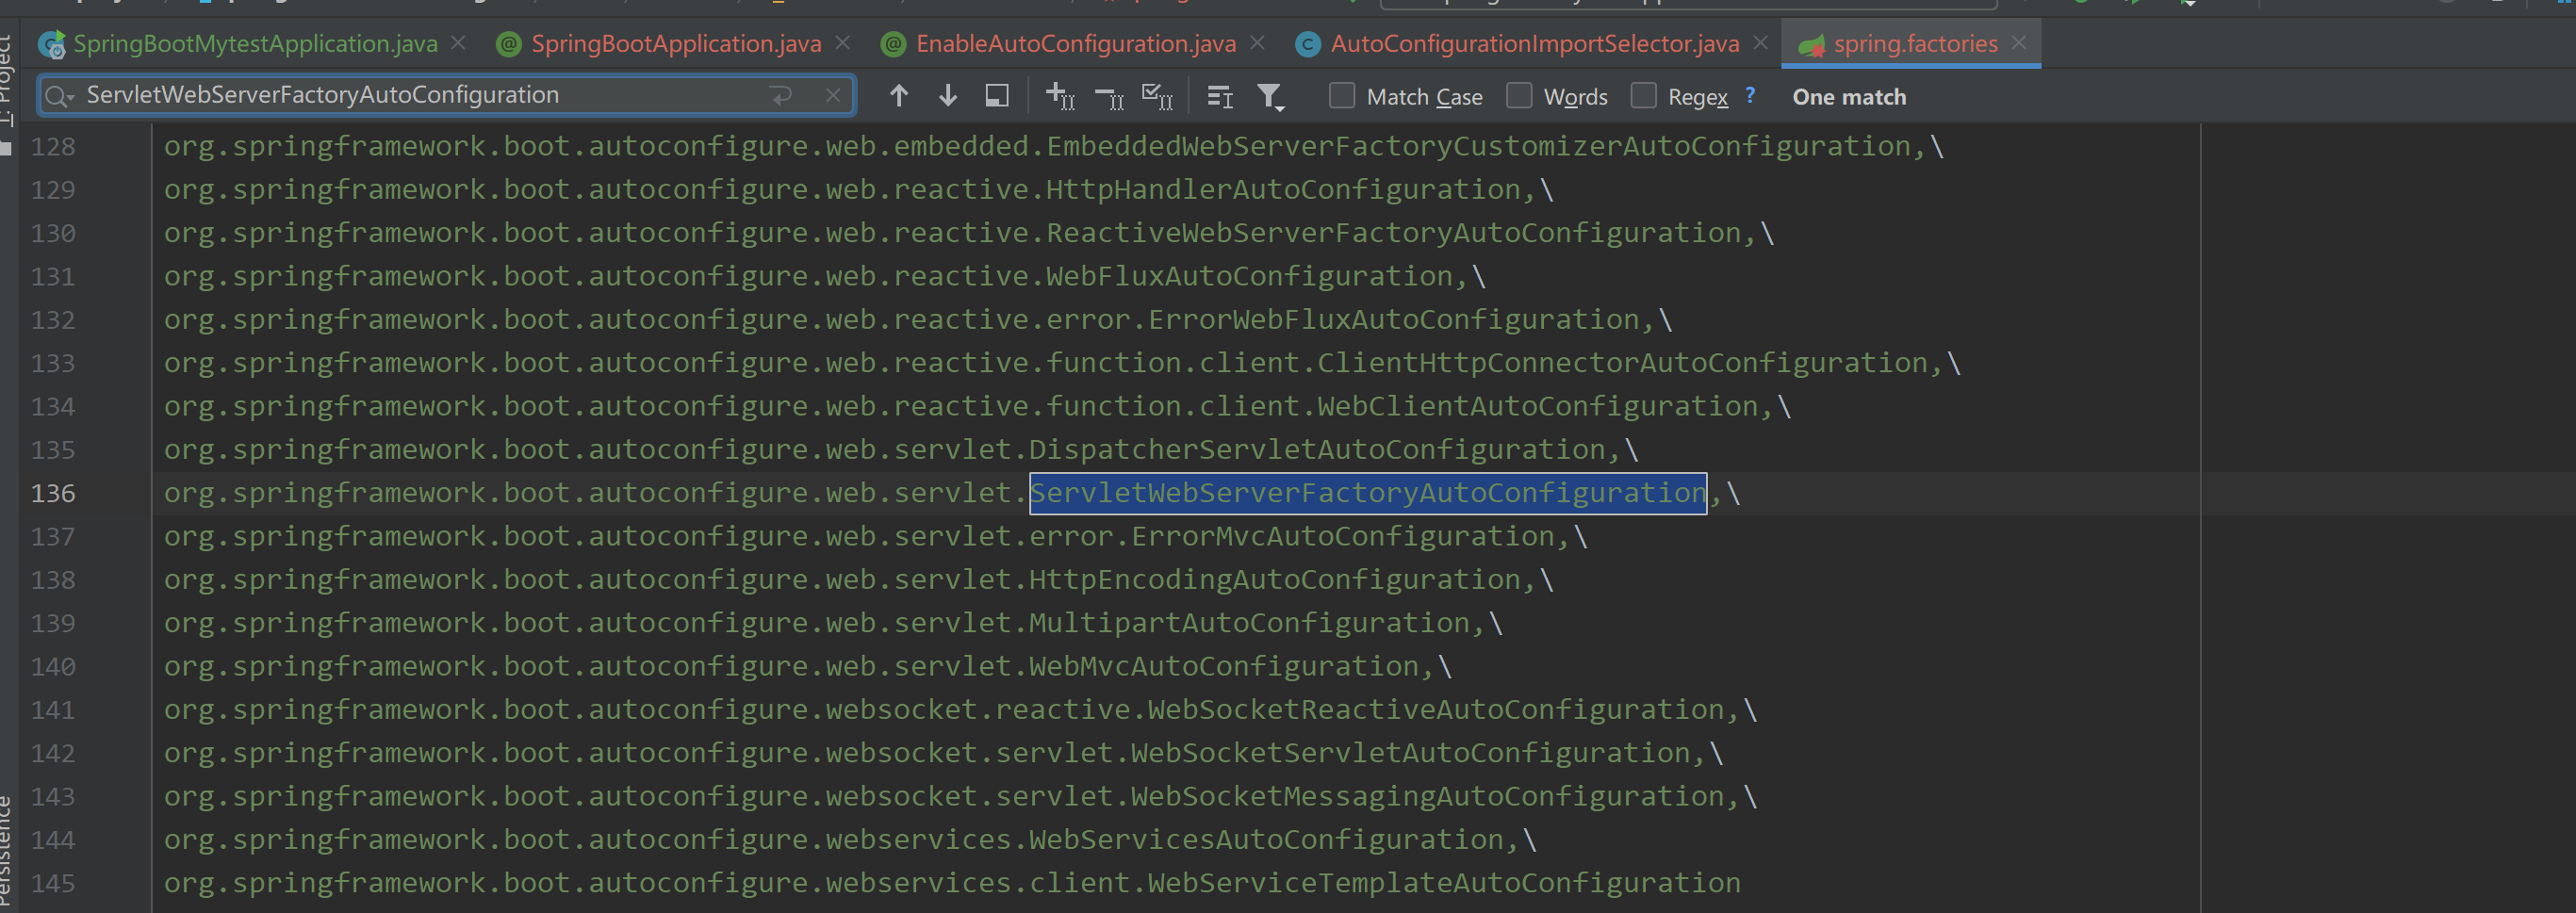 SpringBootMytestApplication.java SpringBootApplication.java EnableAutoConfiguration.java AutoConfigurationImportSelector.java spring.factories
Project
ServletWebServerFactoryAutoConfiguration Match Case Words Regex ? One match
128 org.springframework.boot.autoconfigure.web.embedded.EmbeddedWebServerFactoryCustomizerAutoConfiguration,\
129 org.springframework.boot.autoconfigure.web.reactive.HttpHandlerAutoConfiguration,\
130 org.springframework.boot.autoconfigure.web.reactive.ReactiveWebServerFactoryAutoConfiguration,\
131 org.springframework.boot.autoconfigure.web.reactive.WebFluxAutoConfiguration,\
132 org.springframework.boot.autoconfigure.web.reactive.error.ErrorWebFluxAutoConfiguration,\
133 org.springframework.boot.autoconfigure.web.reactive.function.client.ClientHttpConnectorAutoConfiguration,\
134 org.springframework.boot.autoconfigure.web.reactive.function.client.WebClientAutoConfiguration,\
135 org.springframework.boot.autoconfigure.web.servlet.DispatcherServletAutoConfiguration,\
136 org.springframework.boot.autoconfigure.web.servlet.ServletWebServerFactoryAutoConfiguration,\
137 org.springframework.boot.autoconfigure.web.servlet.error.ErrorMvcAutoConfiguration,\
138 org.springframework.boot.autoconfigure.web.servlet.HttpEncodingAutoConfiguration,\
139 org.springframework.boot.autoconfigure.web.servlet.MultipartAutoConfiguration,\
140 org.springframework.boot.autoconfigure.web.servlet.WebMvcAutoConfiguration,\
141 org.springframework.boot.autoconfigure.websocket.reactive.WebSocketReactiveAutoConfiguration,\
142 org.springframework.boot.autoconfigure.websocket.servlet.WebSocketServletAutoConfiguration,\
143 org.springframework.boot.autoconfigure.websocket.servlet.WebSocketMessagingAutoConfiguration,\
144 org.springframework.boot.autoconfigure.webservices.WebServicesAutoConfiguration,\
145 org.springframework.boot.autoconfigure.webservices.client.WebServiceTemplateAutoConfiguration
Persistence